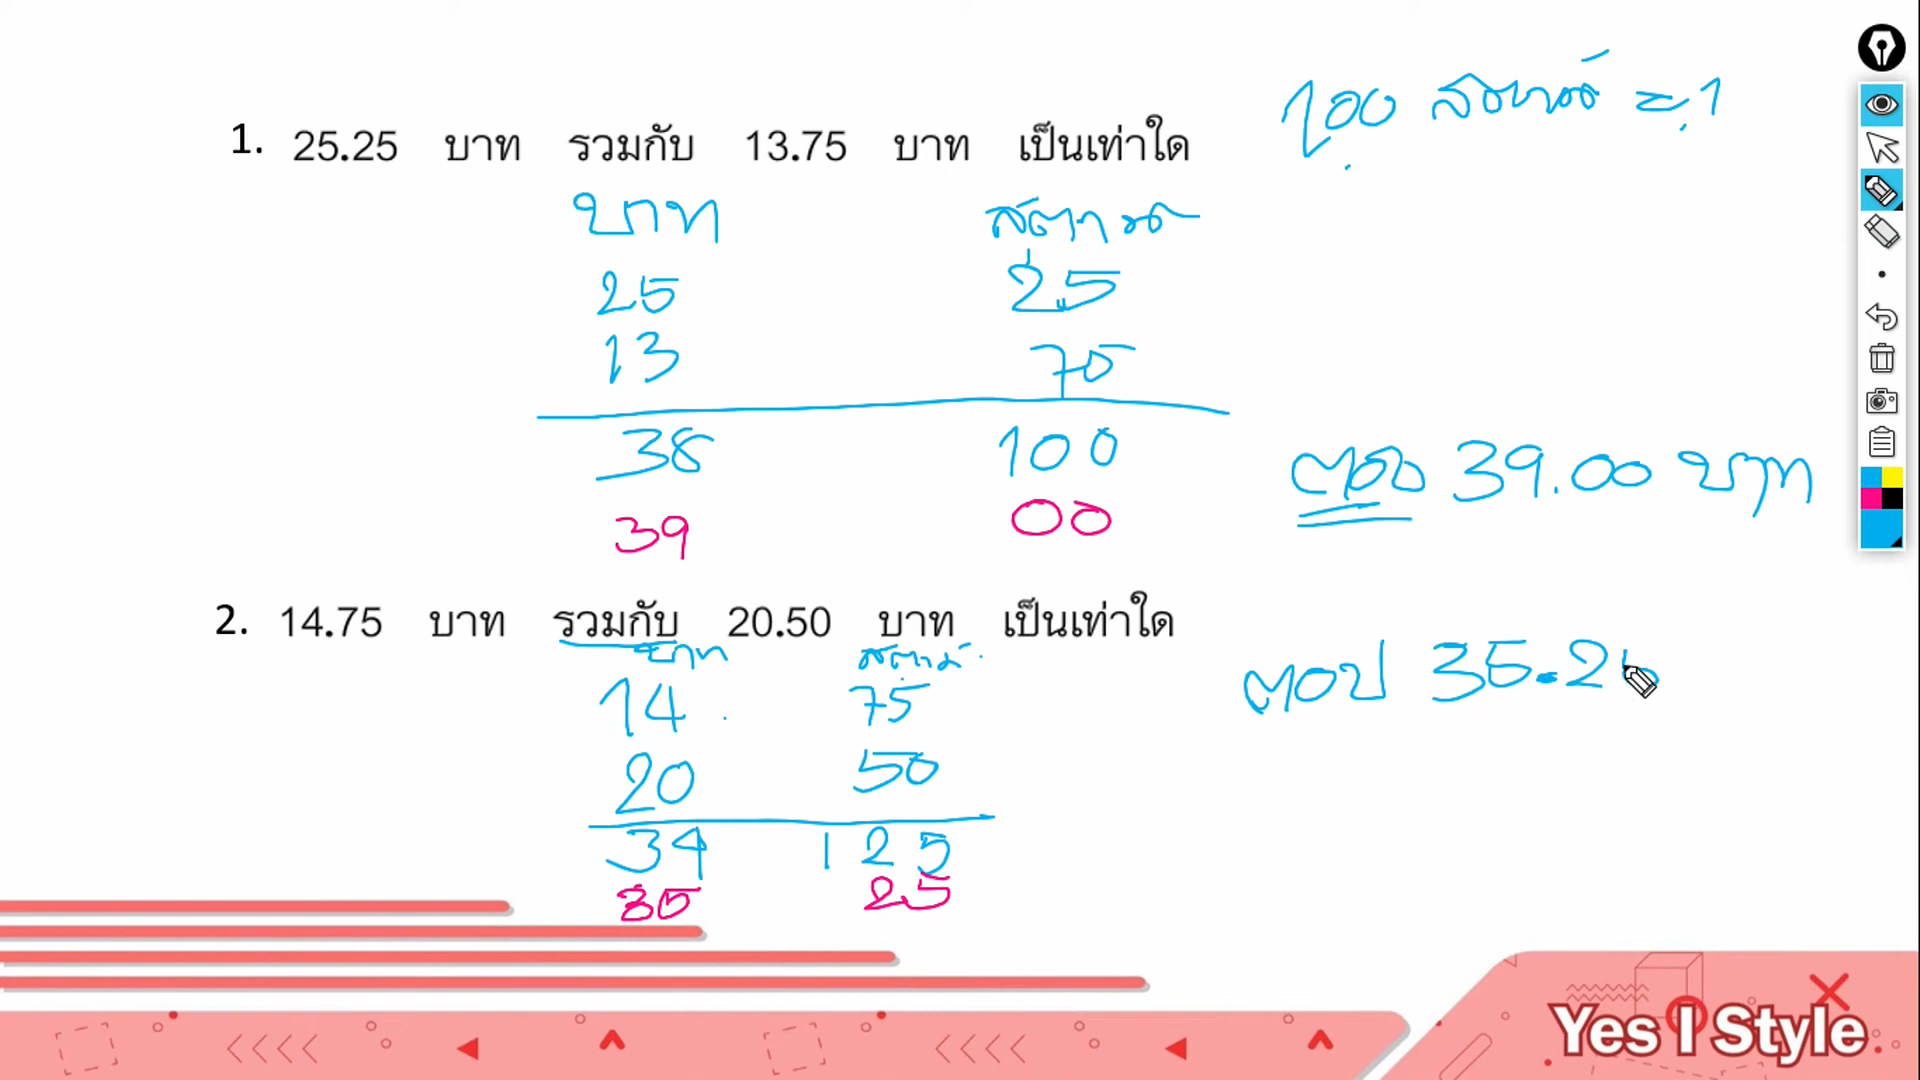 100 สตางค์ = 1
1. 25.25 บาท รวมกับ 13.75 บาท เป็นเท่าใด
บาท สตางค์
25 25
13 75
38 100
39 00
ตอบ 39.00 บาท
2. 14.75 บาท รวมกับ 20.50 บาท เป็นเท่าใด
บาท สตางค์
14 75
20 50
34 125
35 25
ตอบ 35.25
Yes I Style